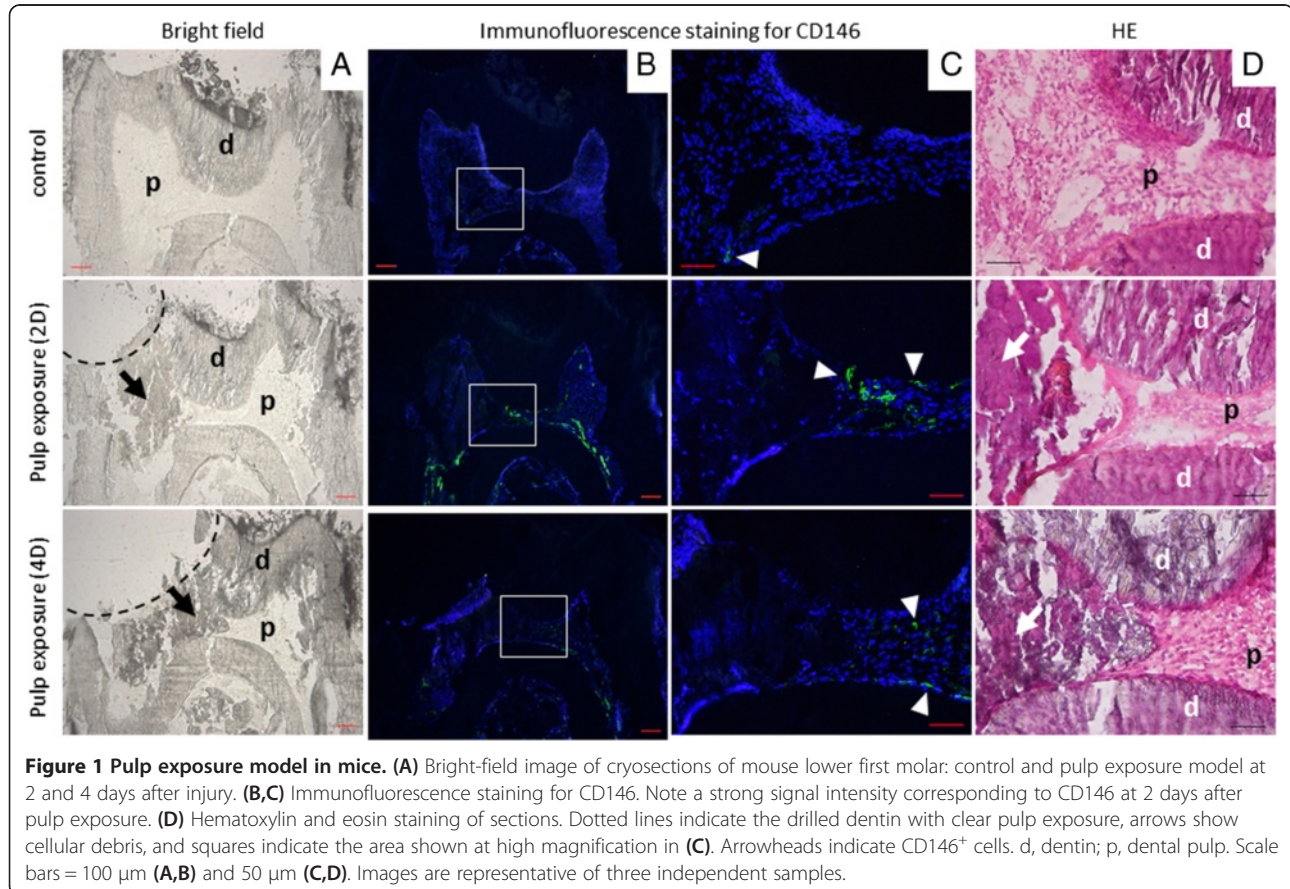 Bright field
Immunofluorescence staining for CD146
HE
A
B
C
D
control
d
p
d
p
d
Pulp exposure (2D)
d
p
d
p
d
Pulp exposure (4D)
d
p
d
p
d
Figure 1 Pulp exposure model in mice. (A) Bright-field image of cryosections of mouse lower first molar: control and pulp exposure model at
2 and 4 days after injury. (B,C) Immunofluorescence staining for CD146. Note a strong signal intensity corresponding to CD146 at 2 days after
pulp exposure. (D) Hematoxylin and eosin staining of sections. Dotted lines indicate the drilled dentin with clear pulp exposure, arrows show
cellular debris, and squares indicate the area shown at high magnification in (C). Arrowheads indicate CD146⁺ cells. d, dentin; p, dental pulp. Scale
bars = 100 μm (A,B) and 50 μm (C,D). Images are representative of three independent samples.